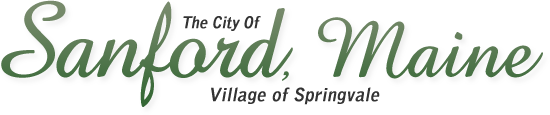 The City Of
Sanford, Maine
Village of Springvale